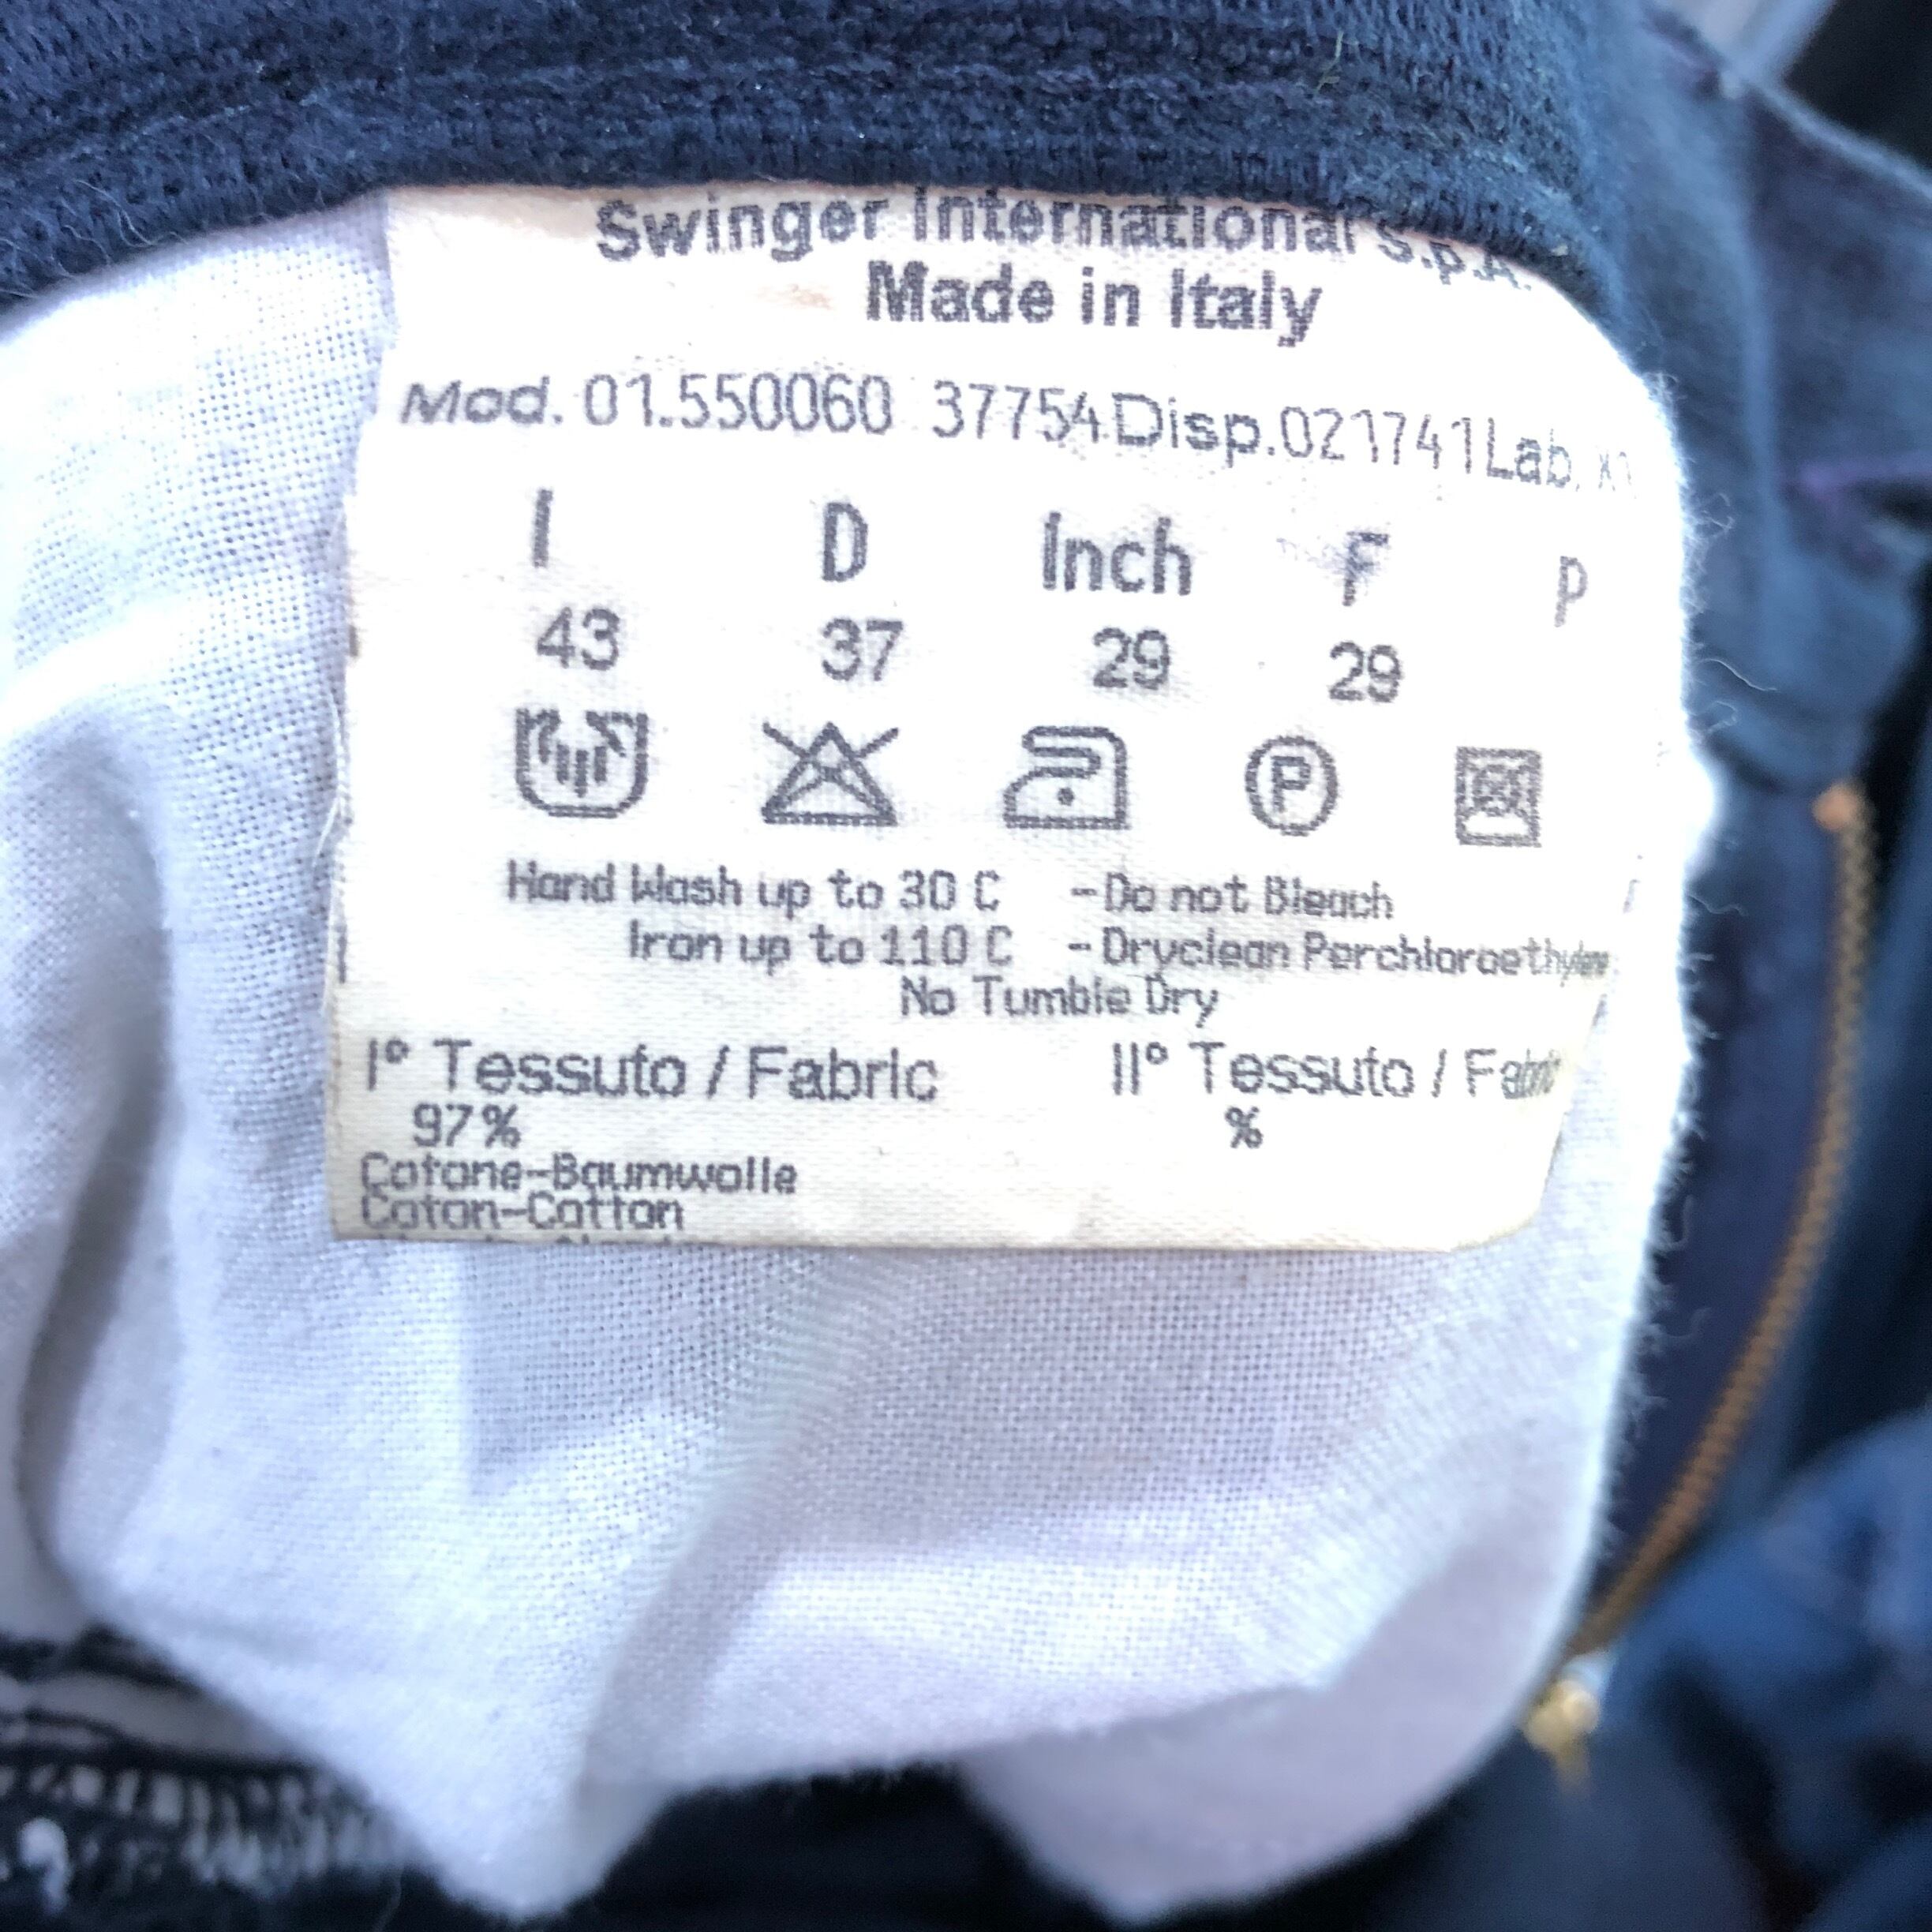 Swinger International S.p.A.
Made in Italy
Mod. 01.550060 37754 Disp.021741 Lab.
I D Inch F P
43 37 29 29
P
Hand Wash up to 30 C -Do not Bleach
Iron up to 110 C -Dryclean Perchloroethylene
No Tumble Dry
I° Tessuto / Fabric II° Tessuto / Fabric
97% %
Cotone-Baumwolle
Coton-Cotton